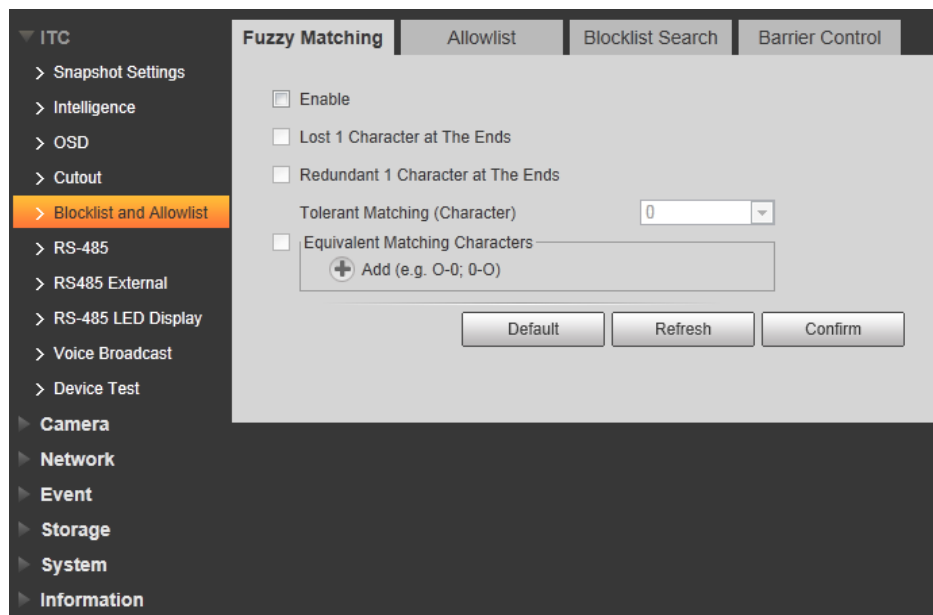 ITC
Snapshot Settings
Intelligence
OSD
Cutout
Blocklist and Allowlist
RS-485
RS485 External
RS-485 LED Display
Voice Broadcast
Device Test
Camera
Network
Event
Storage
System
Information
Fuzzy Matching
Allowlist
Blocklist Search
Barrier Control
Enable
Lost 1 Character at The Ends
Redundant 1 Character at The Ends
Tolerant Matching (Character) 0
Equivalent Matching Characters
Add (e.g. O-0; 0-O)
Default
Refresh
Confirm